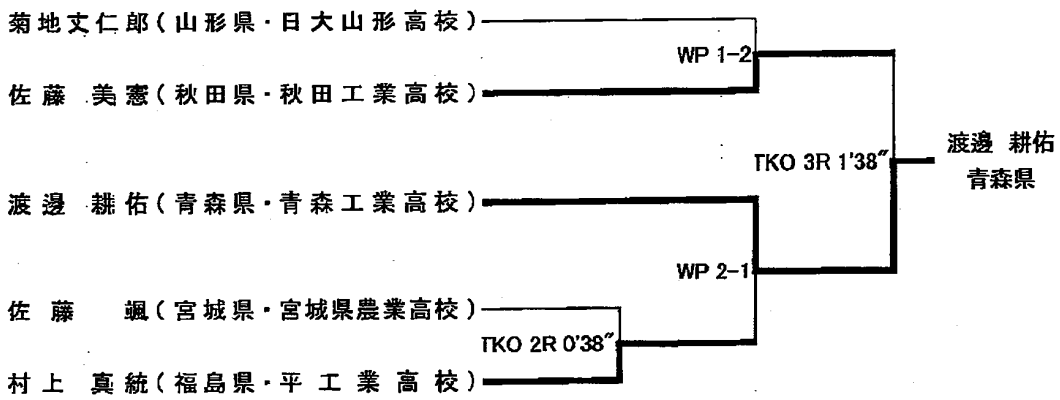 菊地丈仁郎(山形県・日大山形高校)
WP 1-2
佐藤 美憲(秋田県・秋田工業高校)
TKO 3R 1'38"
渡邊 耕佑
青森県
渡邊 耕佑(青森県・青森工業高校)
WP 2-1
佐藤 颯(宮城県・宮城県農業高校)
TKO 2R 0'38"
村上 真統(福島県・平工業高校)